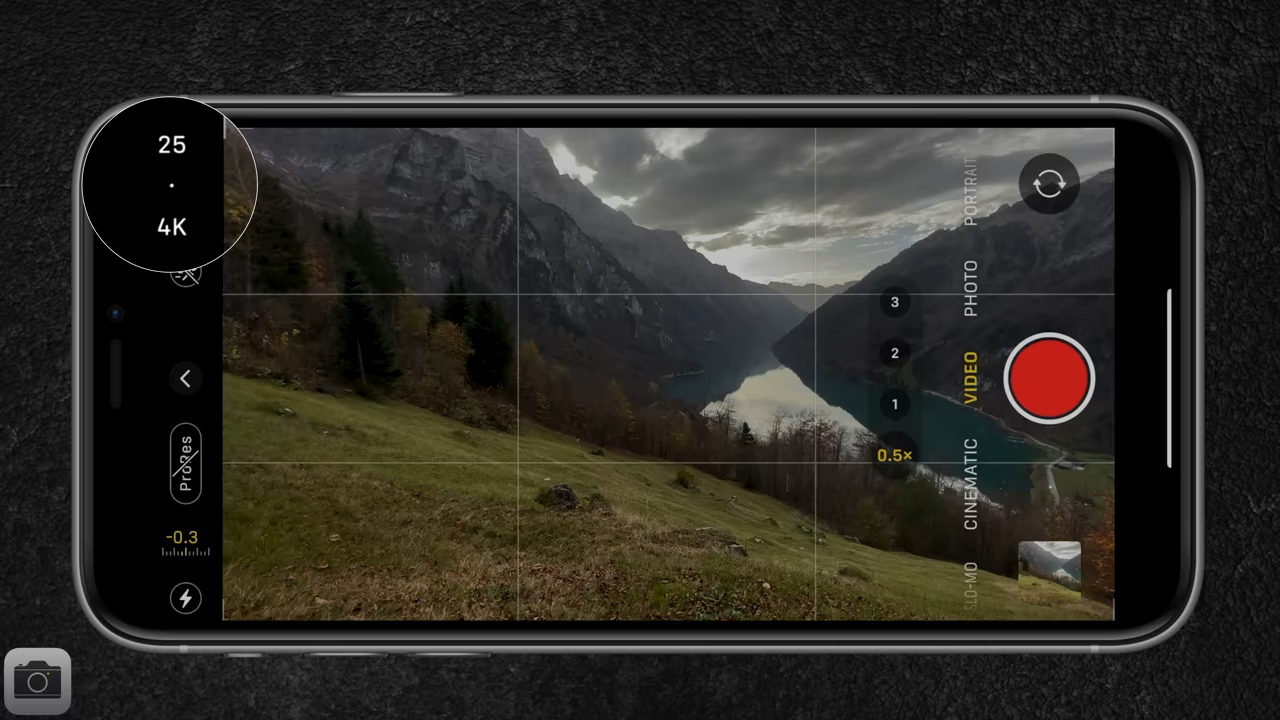 25
·
4K
ProRes
-0.3
3
2
1
0.5×
PORTRAIT
PHOTO
VIDEO
CINEMATIC
SLO-MO